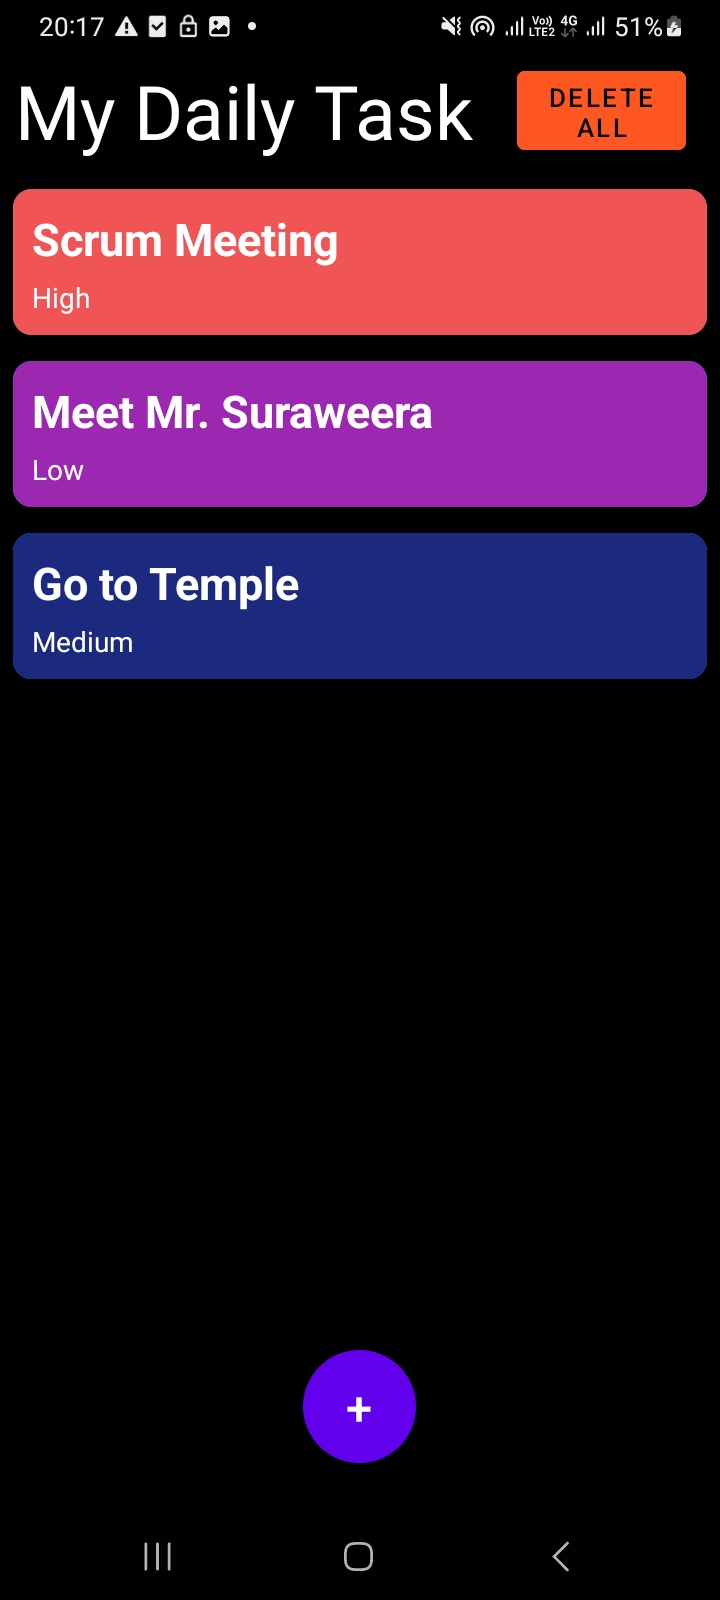 20:17 Vo)) LTE2 4G 51%
My Daily Task
DELETE
ALL
Scrum Meeting
High
Meet Mr. Suraweera
Low
Go to Temple
Medium
+